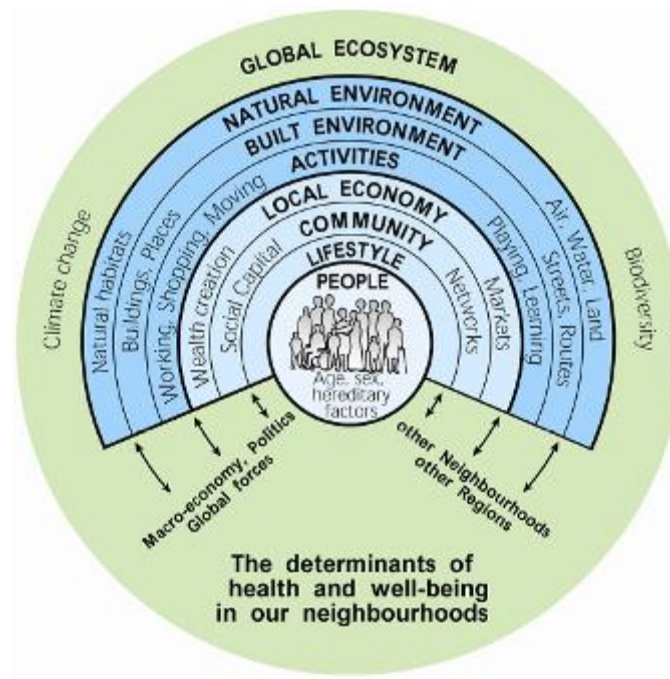 GLOBAL ECOSYSTEM
NATURAL ENVIRONMENT
BUILT ENVIRONMENT
ACTIVITIES
LOCAL ECONOMY
COMMUNITY
LIFESTYLE
PEOPLE
Age, sex,
hereditary
factors
Climate change
Natural habitats
Buildings, Places
Working, Shopping, Moving
Wealth creation
Social Capital
Networks
Markets
Playing, Learning
Streets, Routes
Air, Water, Land
Biodiversity
Macro-economy, Politics
Global forces
other Neighbourhoods
other Regions
The determinants of
health and well-being
in our neighbourhoods